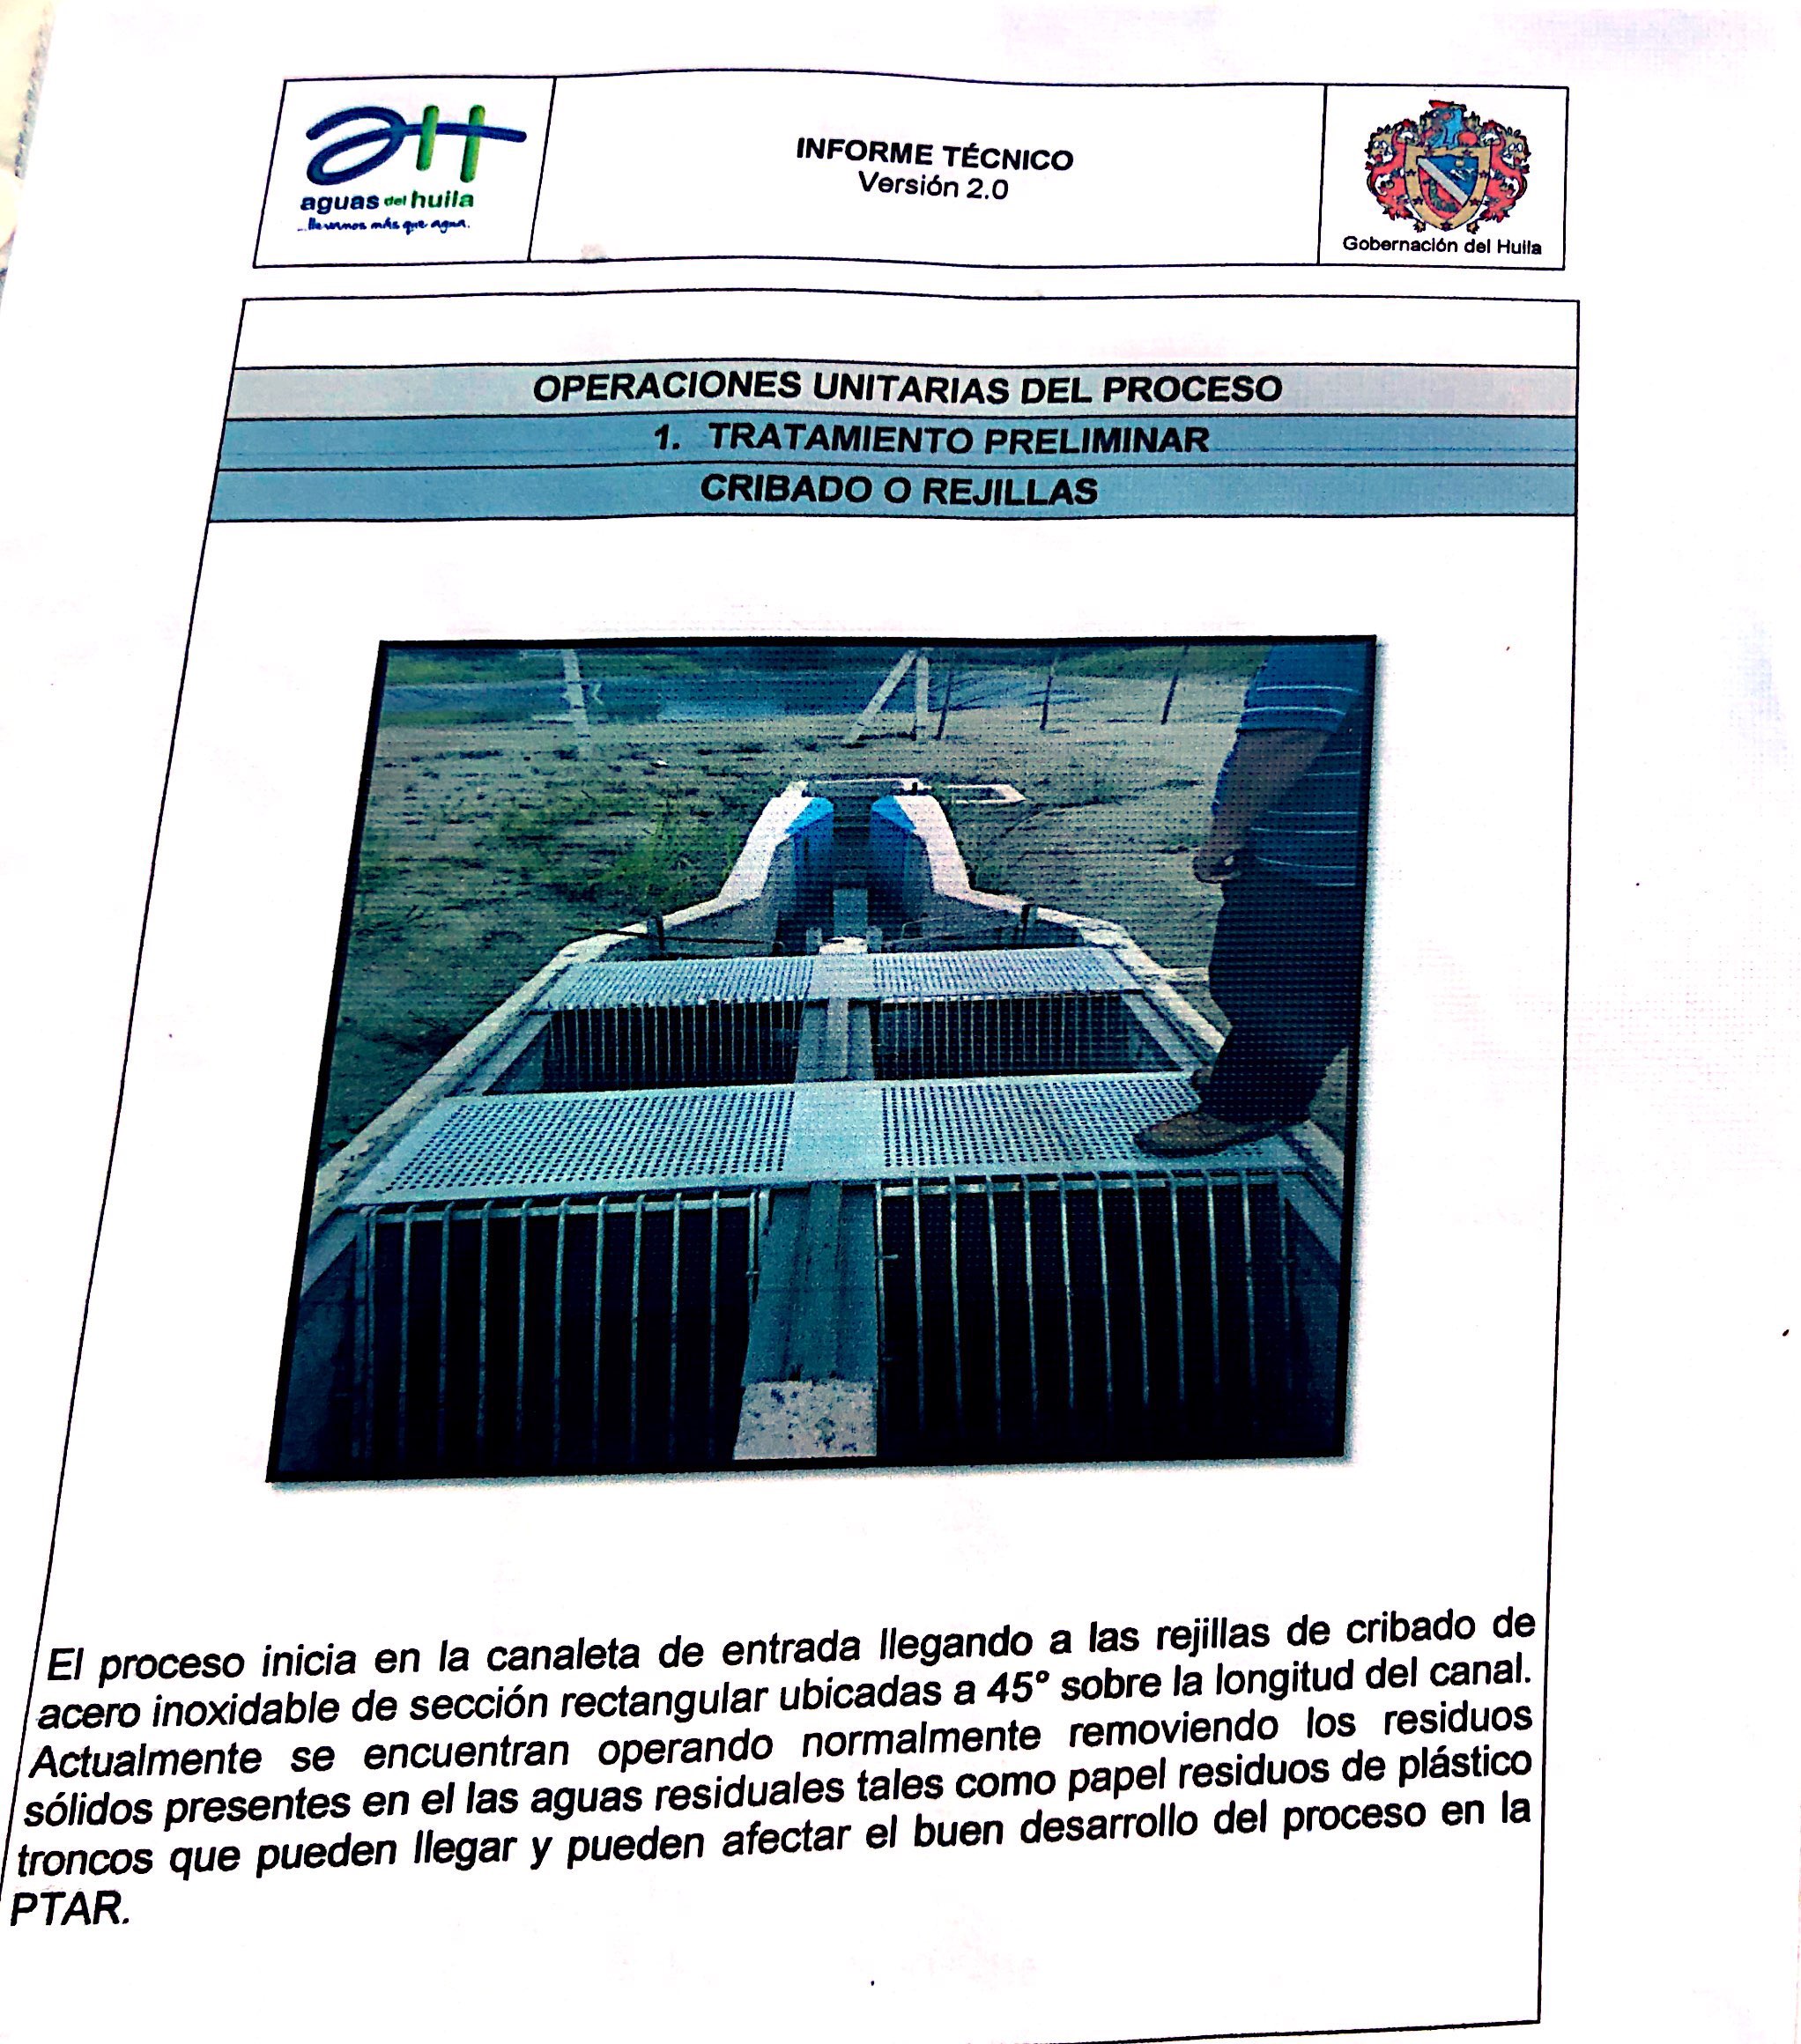 aH
aguas del huila
...llevamos más que agua.
INFORME TÉCNICO
Versión 2.0
Gobernación del Huila
OPERACIONES UNITARIAS DEL PROCESO
1. TRATAMIENTO PRELIMINAR
CRIBADO O REJILLAS
El proceso inicia en la canaleta de entrada llegando a las rejillas de cribado de
acero inoxidable de sección rectangular ubicadas a 45º sobre la longitud del canal.
Actualmente se encuentran operando normalmente removiendo los residuos
sólidos presentes en el las aguas residuales tales como papel residuos de plástico
troncos que pueden llegar y pueden afectar el buen desarrollo del proceso en la
PTAR.